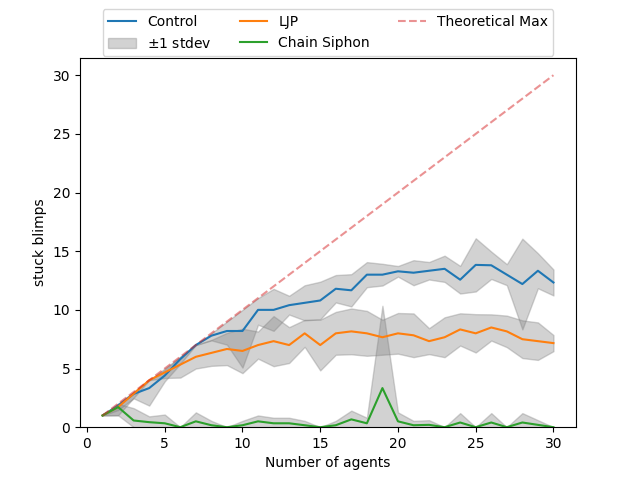 Control
LJP
Theoretical Max
±1 stdev
Chain Siphon
30
25
20
15
10
5
0
stuck blimps
0 5 10 15 20 25 30
Number of agents